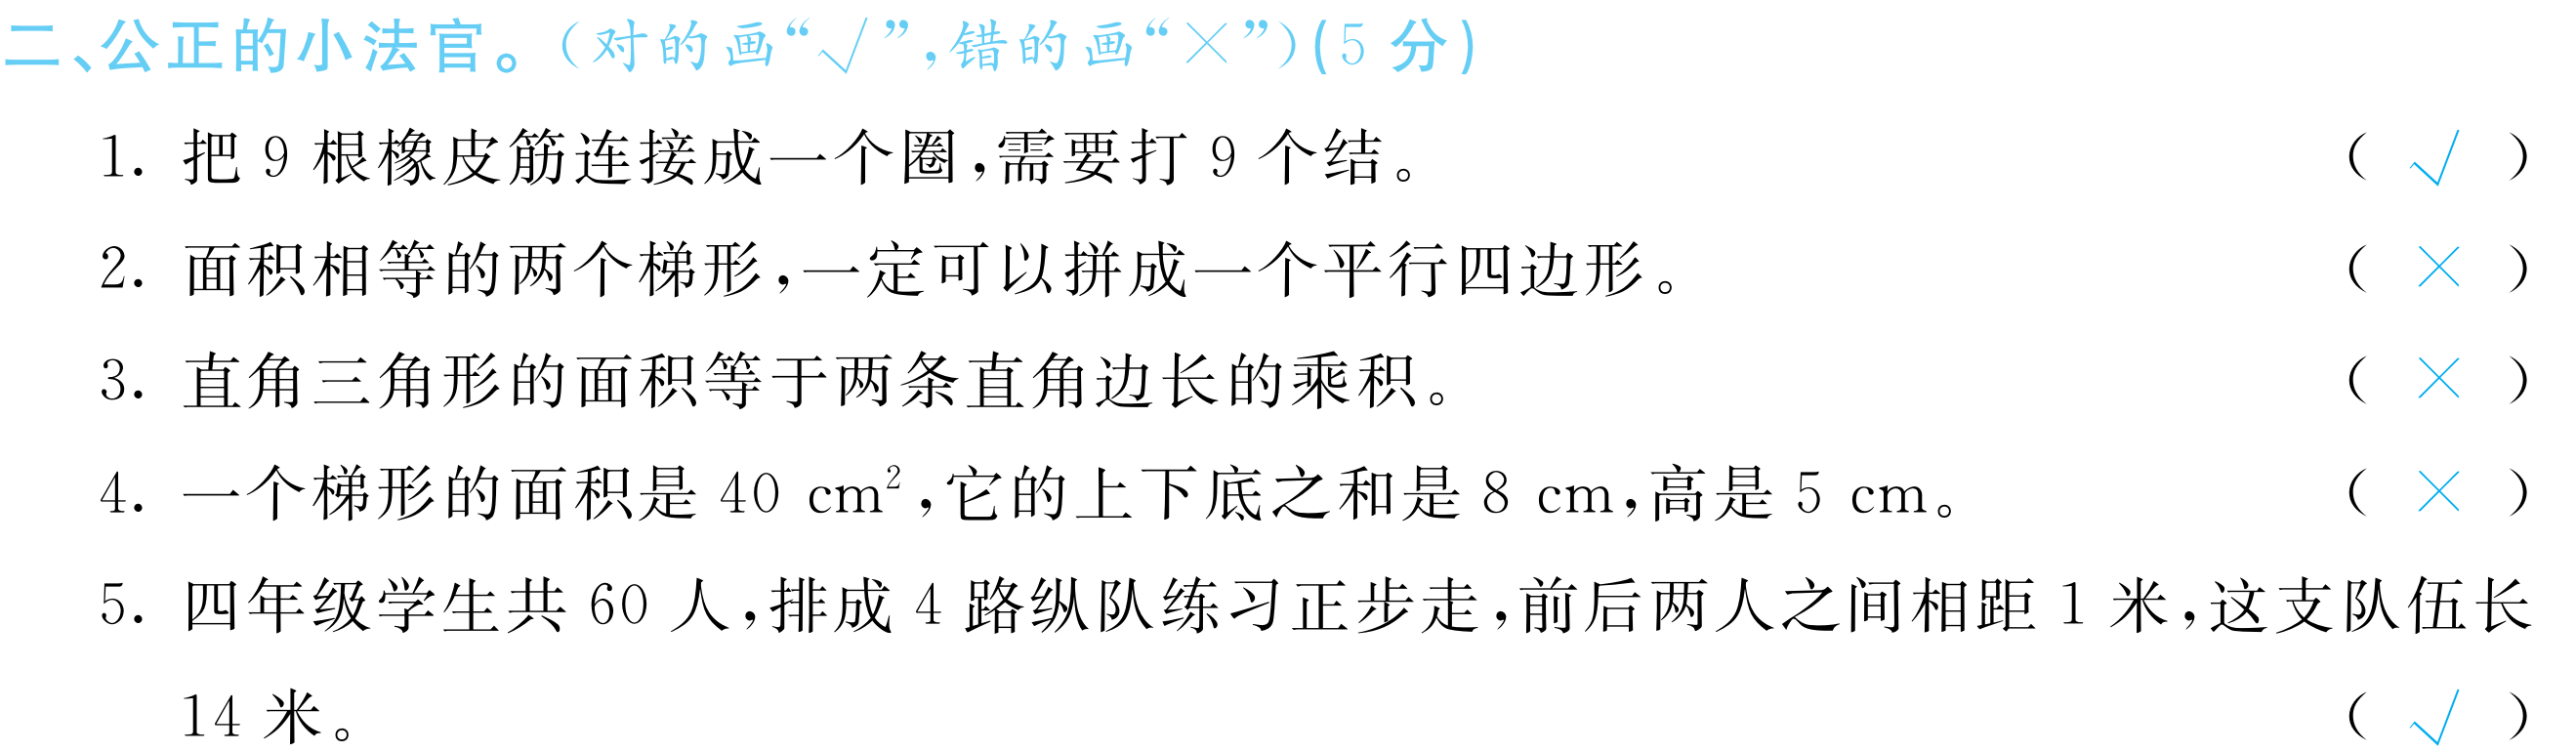 二、公正的小法官。(对的画“√”,错的画“×”)(5 分)
1. 把 9 根橡皮筋连接成一个圈,需要打 9 个结。 ( √ )
2. 面积相等的两个梯形,一定可以拼成一个平行四边形。 ( × )
3. 直角三角形的面积等于两条直角边长的乘积。 ( × )
4. 一个梯形的面积是 40 cm²,它的上下底之和是 8 cm,高是 5 cm。 ( × )
5. 四年级学生共 60 人,排成 4 路纵队练习正步走,前后两人之间相距 1 米,这支队伍长
14 米。 ( √ )